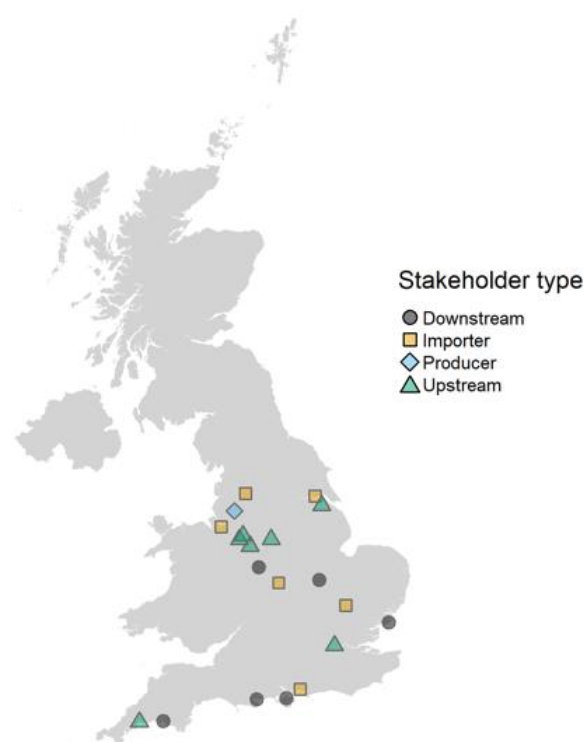 Stakeholder type
Downstream
Importer
Producer
Upstream